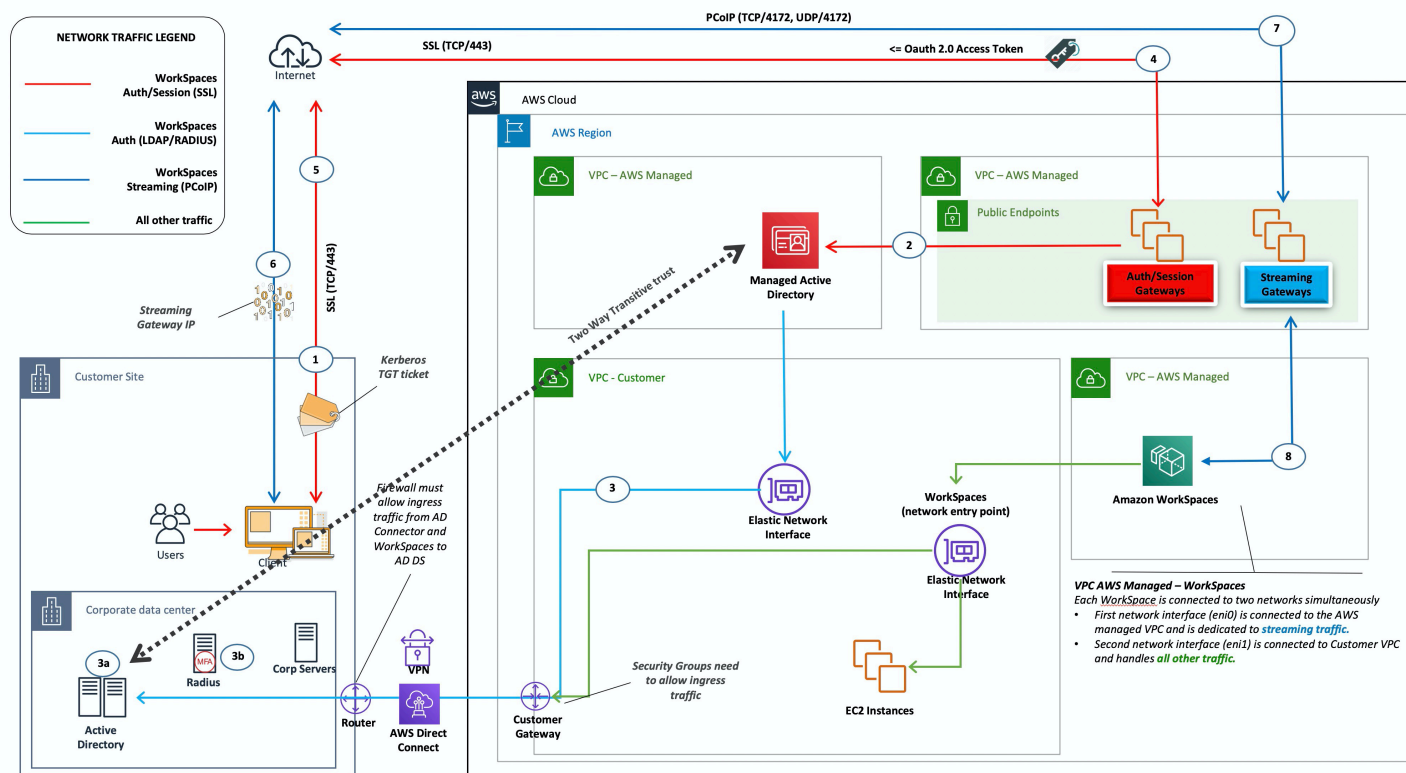 NETWORK TRAFFIC LEGEND
WorkSpaces
Auth/Session (SSL)
WorkSpaces
Auth (LDAP/RADIUS)
WorkSpaces
Streaming (PCoIP)
All other traffic
PCoIP (TCP/4172, UDP/4172)
7
SSL (TCP/443)
<= Oauth 2.0 Access Token
4
Internet
aws
AWS Cloud
AWS Region
VPC – AWS Managed
VPC – AWS Managed
Public Endpoints
5
6
SSL (TCP/443)
Streaming
Gateway IP
2
Managed Active
Directory
Auth/Session
Gateways
Streaming
Gateways
Two Way Transitive trust
1
Kerberos
TGT ticket
Customer Site
VPC - Customer
VPC – AWS Managed
8
Amazon WorkSpaces
3
Elastic Network
Interface
WorkSpaces
(network entry point)
Elastic Network
Interface
Firewall must
allow ingress
traffic from AD
Connector and
WorkSpaces to
AD DS
Users
Client
VPC AWS Managed – WorkSpaces
Each WorkSpace is connected to two networks simultaneously
• First network interface (eni0) is connected to the AWS
managed VPC and is dedicated to streaming traffic.
• Second network interface (eni1) is connected to Customer VPC
and handles all other traffic.
Corporate data center
3a
MFA
3b
Radius
Corp Servers
VPN
Security Groups need
to allow ingress
traffic
EC2 Instances
Active
Directory
Router
AWS Direct
Connect
Customer
Gateway